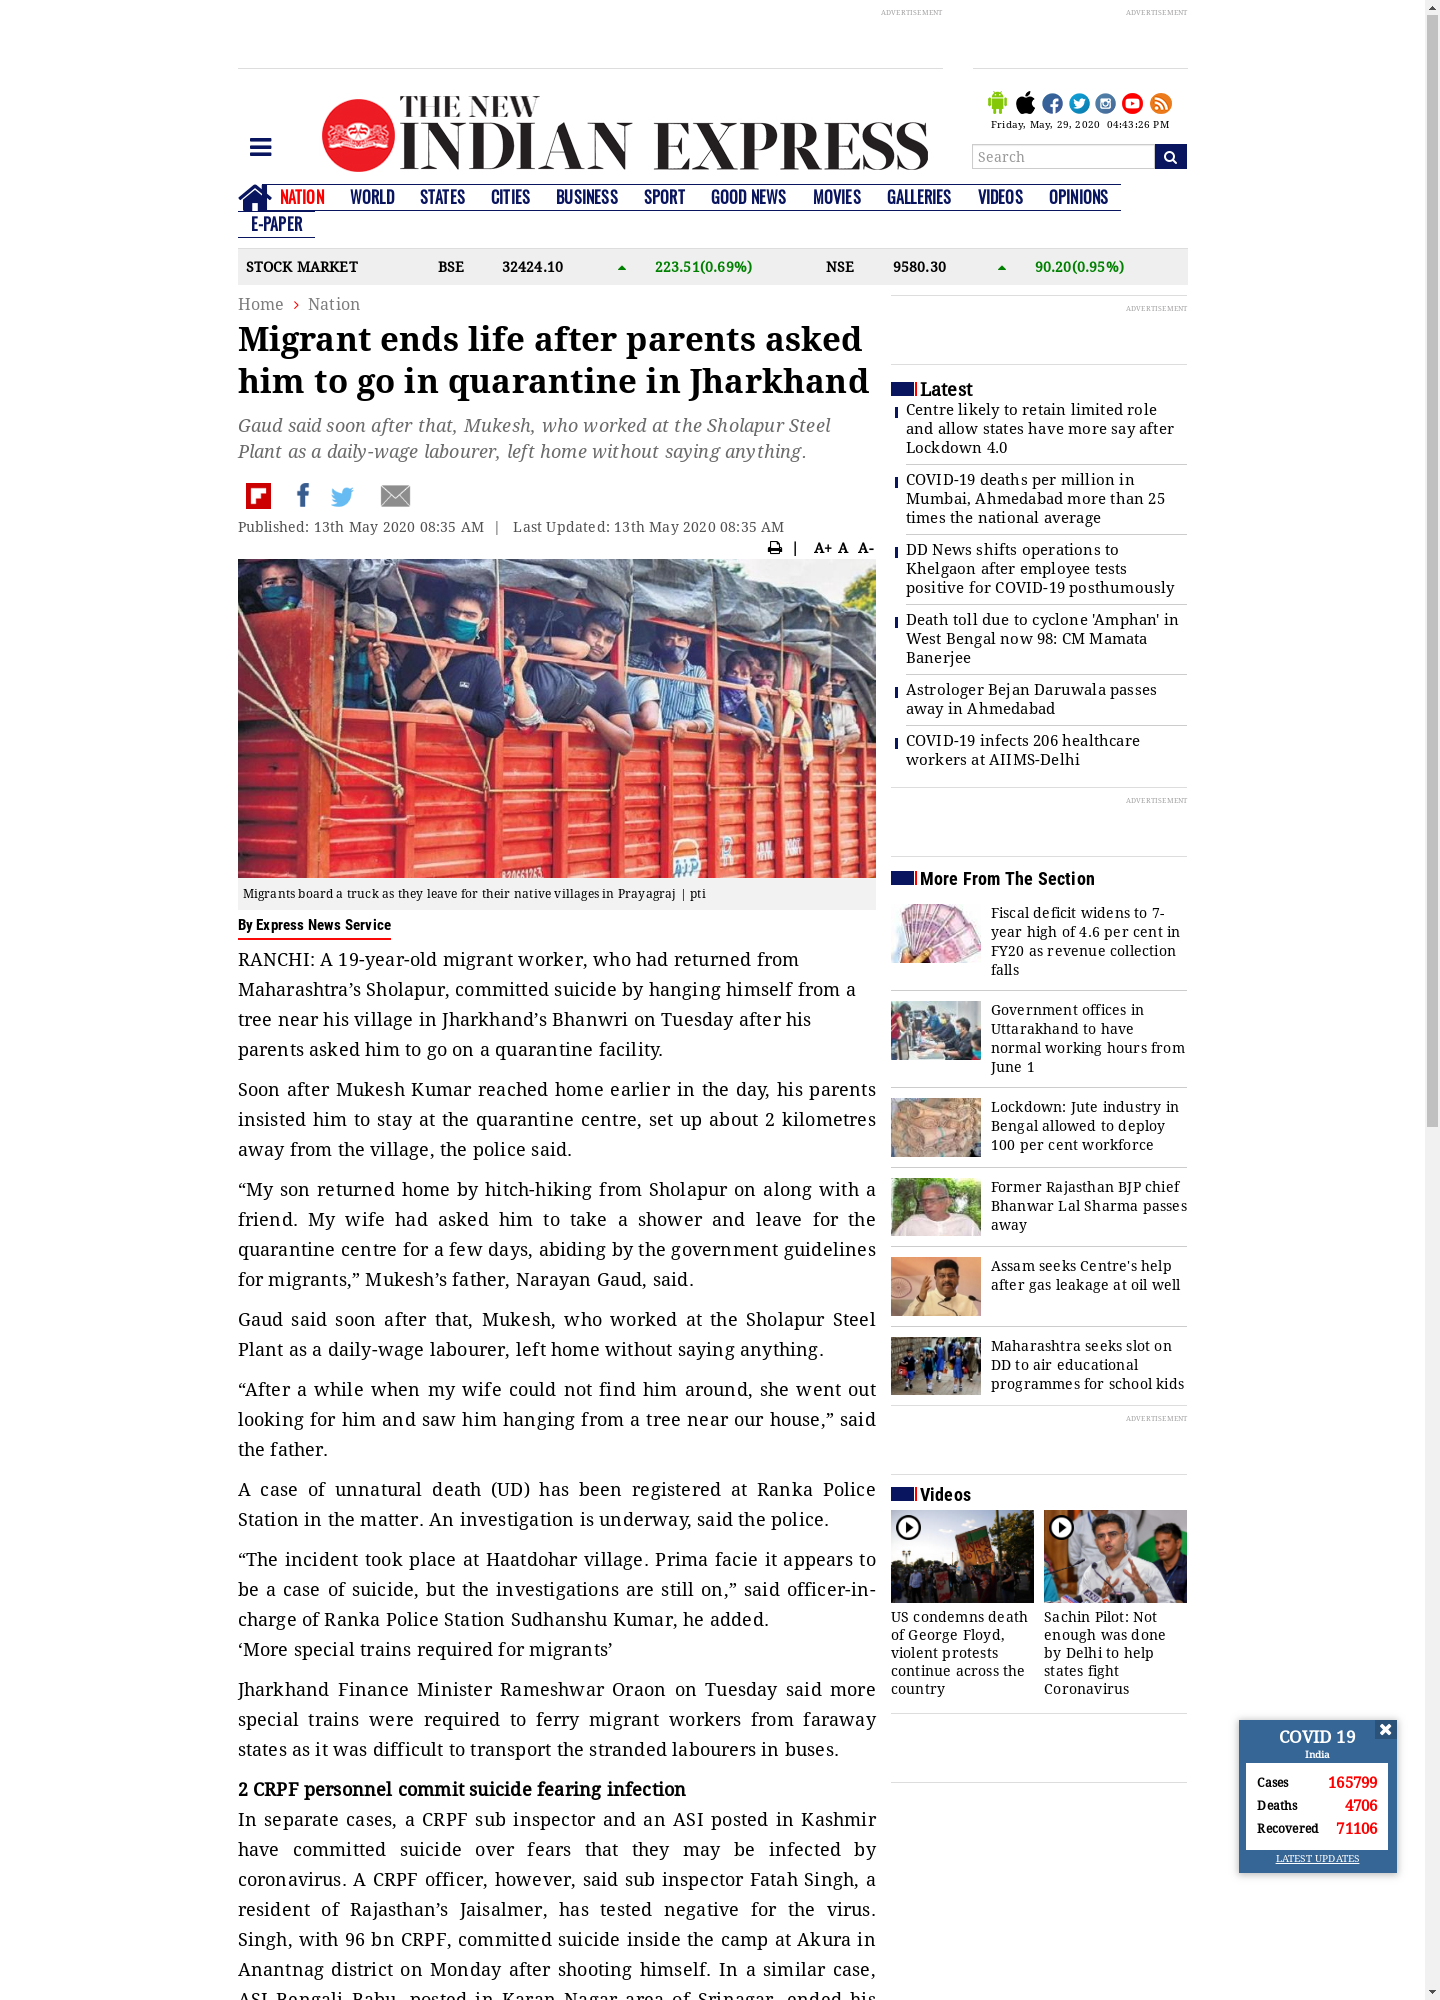 ADVERTISEMENT
ADVERTISEMENT
THE NEW
INDIAN EXPRESS
Friday, May, 29, 2020 04:43:26 PM
Search
NATION WORLD STATES CITIES BUSINESS SPORT GOOD NEWS MOVIES GALLERIES VIDEOS OPINIONS
E-PAPER
STOCK MARKET BSE 32424.10 223.51(0.69%) NSE 9580.30 90.20(0.95%)
Home Nation
Migrant ends life after parents asked
him to go in quarantine in Jharkhand
Gaud said soon after that, Mukesh, who worked at the Sholapur Steel
Plant as a daily-wage labourer, left home without saying anything.
Published: 13th May 2020 08:35 AM | Last Updated: 13th May 2020 08:35 AM
| A+ A A-
Migrants board a truck as they leave for their native villages in Prayagraj | pti
By Express News Service
RANCHI: A 19-year-old migrant worker, who had returned from
Maharashtra’s Sholapur, committed suicide by hanging himself from a
tree near his village in Jharkhand’s Bhanwri on Tuesday after his
parents asked him to go on a quarantine facility.
Soon after Mukesh Kumar reached home earlier in the day, his parents
insisted him to stay at the quarantine centre, set up about 2 kilometres
away from the village, the police said.
“My son returned home by hitch-hiking from Sholapur on along with a
friend. My wife had asked him to take a shower and leave for the
quarantine centre for a few days, abiding by the government guidelines
for migrants,” Mukesh’s father, Narayan Gaud, said.
Gaud said soon after that, Mukesh, who worked at the Sholapur Steel
Plant as a daily-wage labourer, left home without saying anything.
“After a while when my wife could not find him around, she went out
looking for him and saw him hanging from a tree near our house,” said
the father.
A case of unnatural death (UD) has been registered at Ranka Police
Station in the matter. An investigation is underway, said the police.
“The incident took place at Haatdohar village. Prima facie it appears to
be a case of suicide, but the investigations are still on,” said officer-in-
charge of Ranka Police Station Sudhanshu Kumar, he added.
‘More special trains required for migrants’
Jharkhand Finance Minister Rameshwar Oraon on Tuesday said more
special trains were required to ferry migrant workers from faraway
states as it was difficult to transport the stranded labourers in buses.
2 CRPF personnel commit suicide fearing infection
In separate cases, a CRPF sub inspector and an ASI posted in Kashmir
have committed suicide over fears that they may be infected by
coronavirus. A CRPF officer, however, said sub inspector Fatah Singh, a
resident of Rajasthan’s Jaisalmer, has tested negative for the virus.
Singh, with 96 bn CRPF, committed suicide inside the camp at Akura in
Anantnag district on Monday after shooting himself. In a similar case,
ASI Bengali Babu, posted in Karan Nagar area of Srinagar, ended his
ADVERTISEMENT
Latest
Centre likely to retain limited role
and allow states have more say after
Lockdown 4.0
COVID-19 deaths per million in
Mumbai, Ahmedabad more than 25
times the national average
DD News shifts operations to
Khelgaon after employee tests
positive for COVID-19 posthumously
Death toll due to cyclone 'Amphan' in
West Bengal now 98: CM Mamata
Banerjee
Astrologer Bejan Daruwala passes
away in Ahmedabad
COVID-19 infects 206 healthcare
workers at AIIMS-Delhi
ADVERTISEMENT
More From The Section
Fiscal deficit widens to 7-
year high of 4.6 per cent in
FY20 as revenue collection
falls
Government offices in
Uttarakhand to have
normal working hours from
June 1
Lockdown: Jute industry in
Bengal allowed to deploy
100 per cent workforce
Former Rajasthan BJP chief
Bhanwar Lal Sharma passes
away
Assam seeks Centre's help
after gas leakage at oil well
Maharashtra seeks slot on
DD to air educational
programmes for school kids
ADVERTISEMENT
Videos
US condemns death
of George Floyd,
violent protests
continue across the
country
Sachin Pilot: Not
enough was done
by Delhi to help
states fight
Coronavirus
COVID 19
India
Cases 165799
Deaths 4706
Recovered 71106
LATEST UPDATES